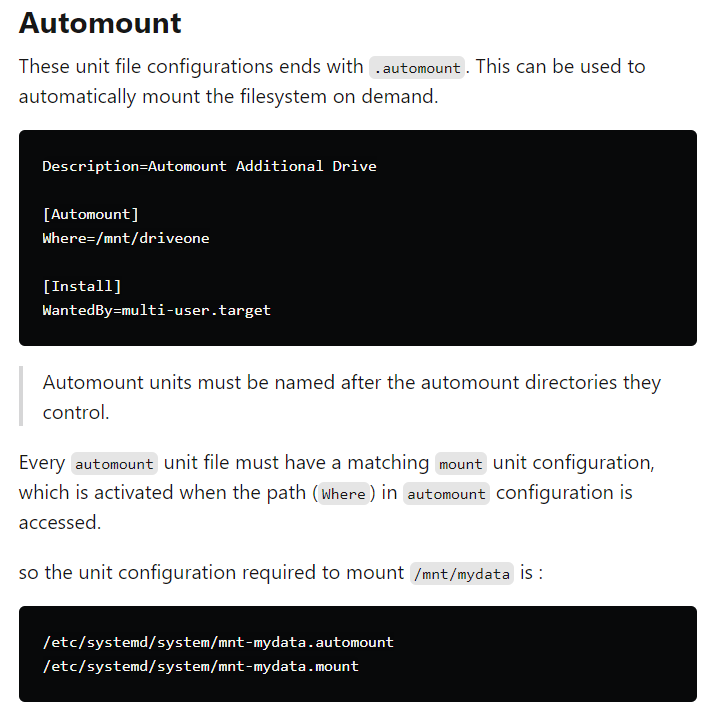 Automount
These unit file configurations ends with .automount. This can be used to
automatically mount the filesystem on demand.
Description=Automount Additional Drive
[Automount]
Where=/mnt/driveone
[Install]
WantedBy=multi-user.target
Automount units must be named after the automount directories they
control.
Every automount unit file must have a matching mount unit configuration,
which is activated when the path (Where) in automount configuration is
accessed.
so the unit configuration required to mount /mnt/mydata is :
/etc/systemd/system/mnt-mydata.automount
/etc/systemd/system/mnt-mydata.mount